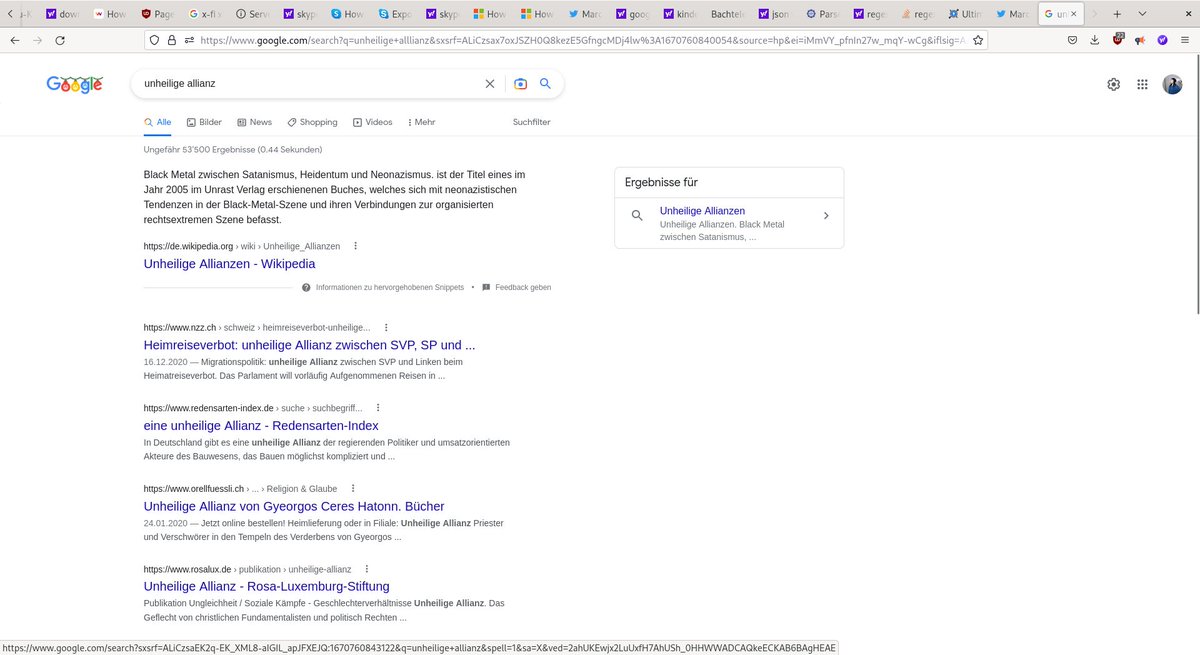 u-K
down
How
Page
x-fi x
Serv
skyp
How
Expo
skyp
How
How
Marc
goog
kinde
Bachtele
json
Pars
rege
rege
Ultin
Marc
un
https://www.google.com/search?q=unheilige+alllianz&sxsrf=ALiCzsax7oxJSZH0Q8kezE5GfngcMDj4lw%3A1670760840054&source=hp&ei=iMmVY_pfnIn27w_mqY-wCg&iflsig=A
Google
unheilige allianz
Alle
Bilder
News
Shopping
Videos
Mehr
Suchfilter
Ungefähr 53'500 Ergebnisse (0.44 Sekunden)
Black Metal zwischen Satanismus, Heidentum und Neonazismus. ist der Titel eines im
Jahr 2005 im Unrast Verlag erschienenen Buches, welches sich mit neonazistischen
Tendenzen in der Black-Metal-Szene und ihren Verbindungen zur organisierten
rechtsextremen Szene befasst.
https://de.wikipedia.org › wiki › Unheilige_Allianzen
Unheilige Allianzen - Wikipedia
Informationen zu hervorgehobenen Snippets • Feedback geben
Ergebnisse für
Unheilige Allianzen
Unheilige Allianzen. Black Metal
zwischen Satanismus, ...
https://www.nzz.ch › schweiz › heimreiseverbot-unheilige...
Heimreiseverbot: unheilige Allianz zwischen SVP, SP und ...
16.12.2020 — Migrationspolitik: unheilige Allianz zwischen SVP und Linken beim
Heimatreiseverbot. Das Parlament will vorläufig Aufgenommenen Reisen in ...
https://www.redensarten-index.de › suche › suchbegriff...
eine unheilige Allianz - Redensarten-Index
In Deutschland gibt es eine unheilige Allianz der regierenden Politiker und umsatzorientierten
Akteure des Bauwesens, das Bauen möglichst kompliziert und ...
https://www.orellfuessli.ch › ... › Religion & Glaube
Unheilige Allianz von Gyeorgos Ceres Hatonn. Bücher
24.01.2020 — Jetzt online bestellen! Heimlieferung oder in Filiale: Unheilige Allianz Priester
und Verschwörer in den Tempeln des Verderbens von Gyeorgos ...
https://www.rosalux.de › publikation › unheilige-allianz
Unheilige Allianz - Rosa-Luxemburg-Stiftung
Publikation Ungleichheit / Soziale Kämpfe - Geschlechterverhältnisse Unheilige Allianz. Das
Geflecht von christlichen Fundamentalisten und politisch Rechten ...
https://www.google.com/search?sxsrf=ALiCzsaEK2q-EK_XML8-aIGIL_apJFXEJQ:1670760843122&q=unheilige+allianz&spell=1&sa=X&ved=2ahUKEwjx2LuUxfH7AhUSh_0HHWWADCAQkeECKAB6BAgHEAE